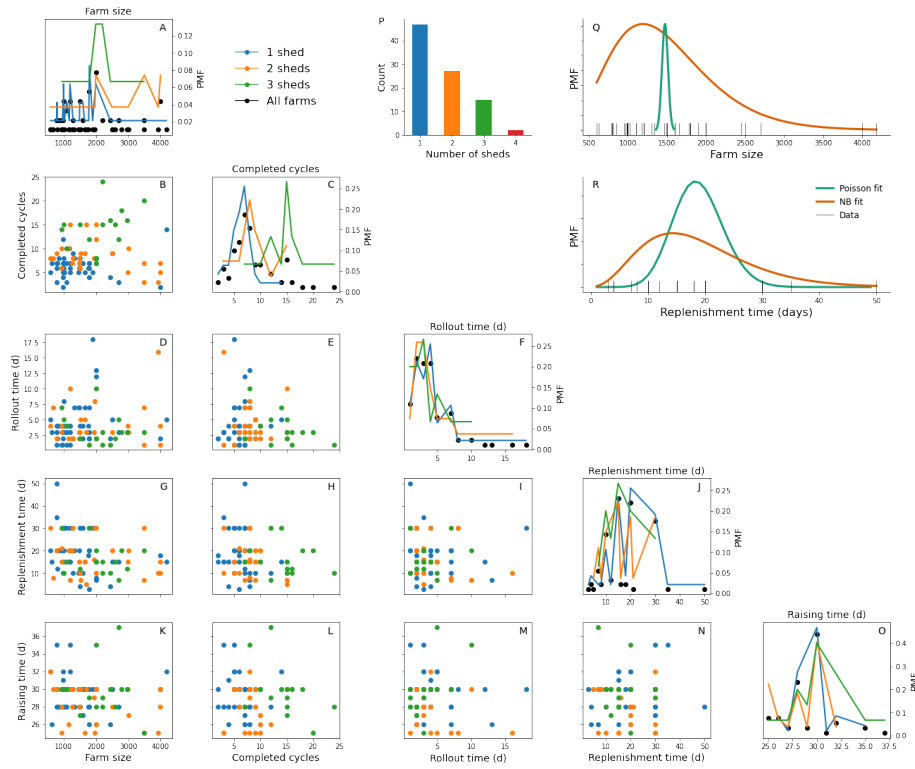 Farm size
A
0.12
0.10
0.08
0.06
0.04
0.02
PMF
1000
2000
3000
4000
1 shed
2 sheds
3 sheds
All farms
P
Count
40
30
20
10
0
1
2
3
4
Number of sheds
Q
PMF
500
1000
1500
2000
2500
3000
3500
4000
Farm size
B
Completed cycles
25
20
15
10
5
Completed cycles
C
0.25
0.20
0.15
0.10
0.05
0.00
PMF
5
10
15
20
25
R
PMF
Poisson fit
NB fit
Data
0
10
20
30
40
50
Replenishment time (days)
D
Rollout time (d)
17.5
15.0
12.5
10.0
7.5
5.0
2.5
E
Rollout time (d)
F
0.25
0.20
0.15
0.10
0.05
0.00
PMF
5
10
15
G
Replenishment time (d)
50
40
30
20
10
H
I
Replenishment time (d)
J
0.25
0.20
0.15
0.10
0.05
0.00
PMF
10
20
30
40
50
K
Raising time (d)
36
34
32
30
28
26
1000
2000
3000
4000
Farm size
L
5
10
15
20
25
Completed cycles
M
5
10
15
Rollout time (d)
N
10
20
30
40
50
Replenishment time (d)
Raising time (d)
O
0.4
0.3
0.2
0.1
0.0
PMF
25.0
27.5
30.0
32.5
35.0
37.5